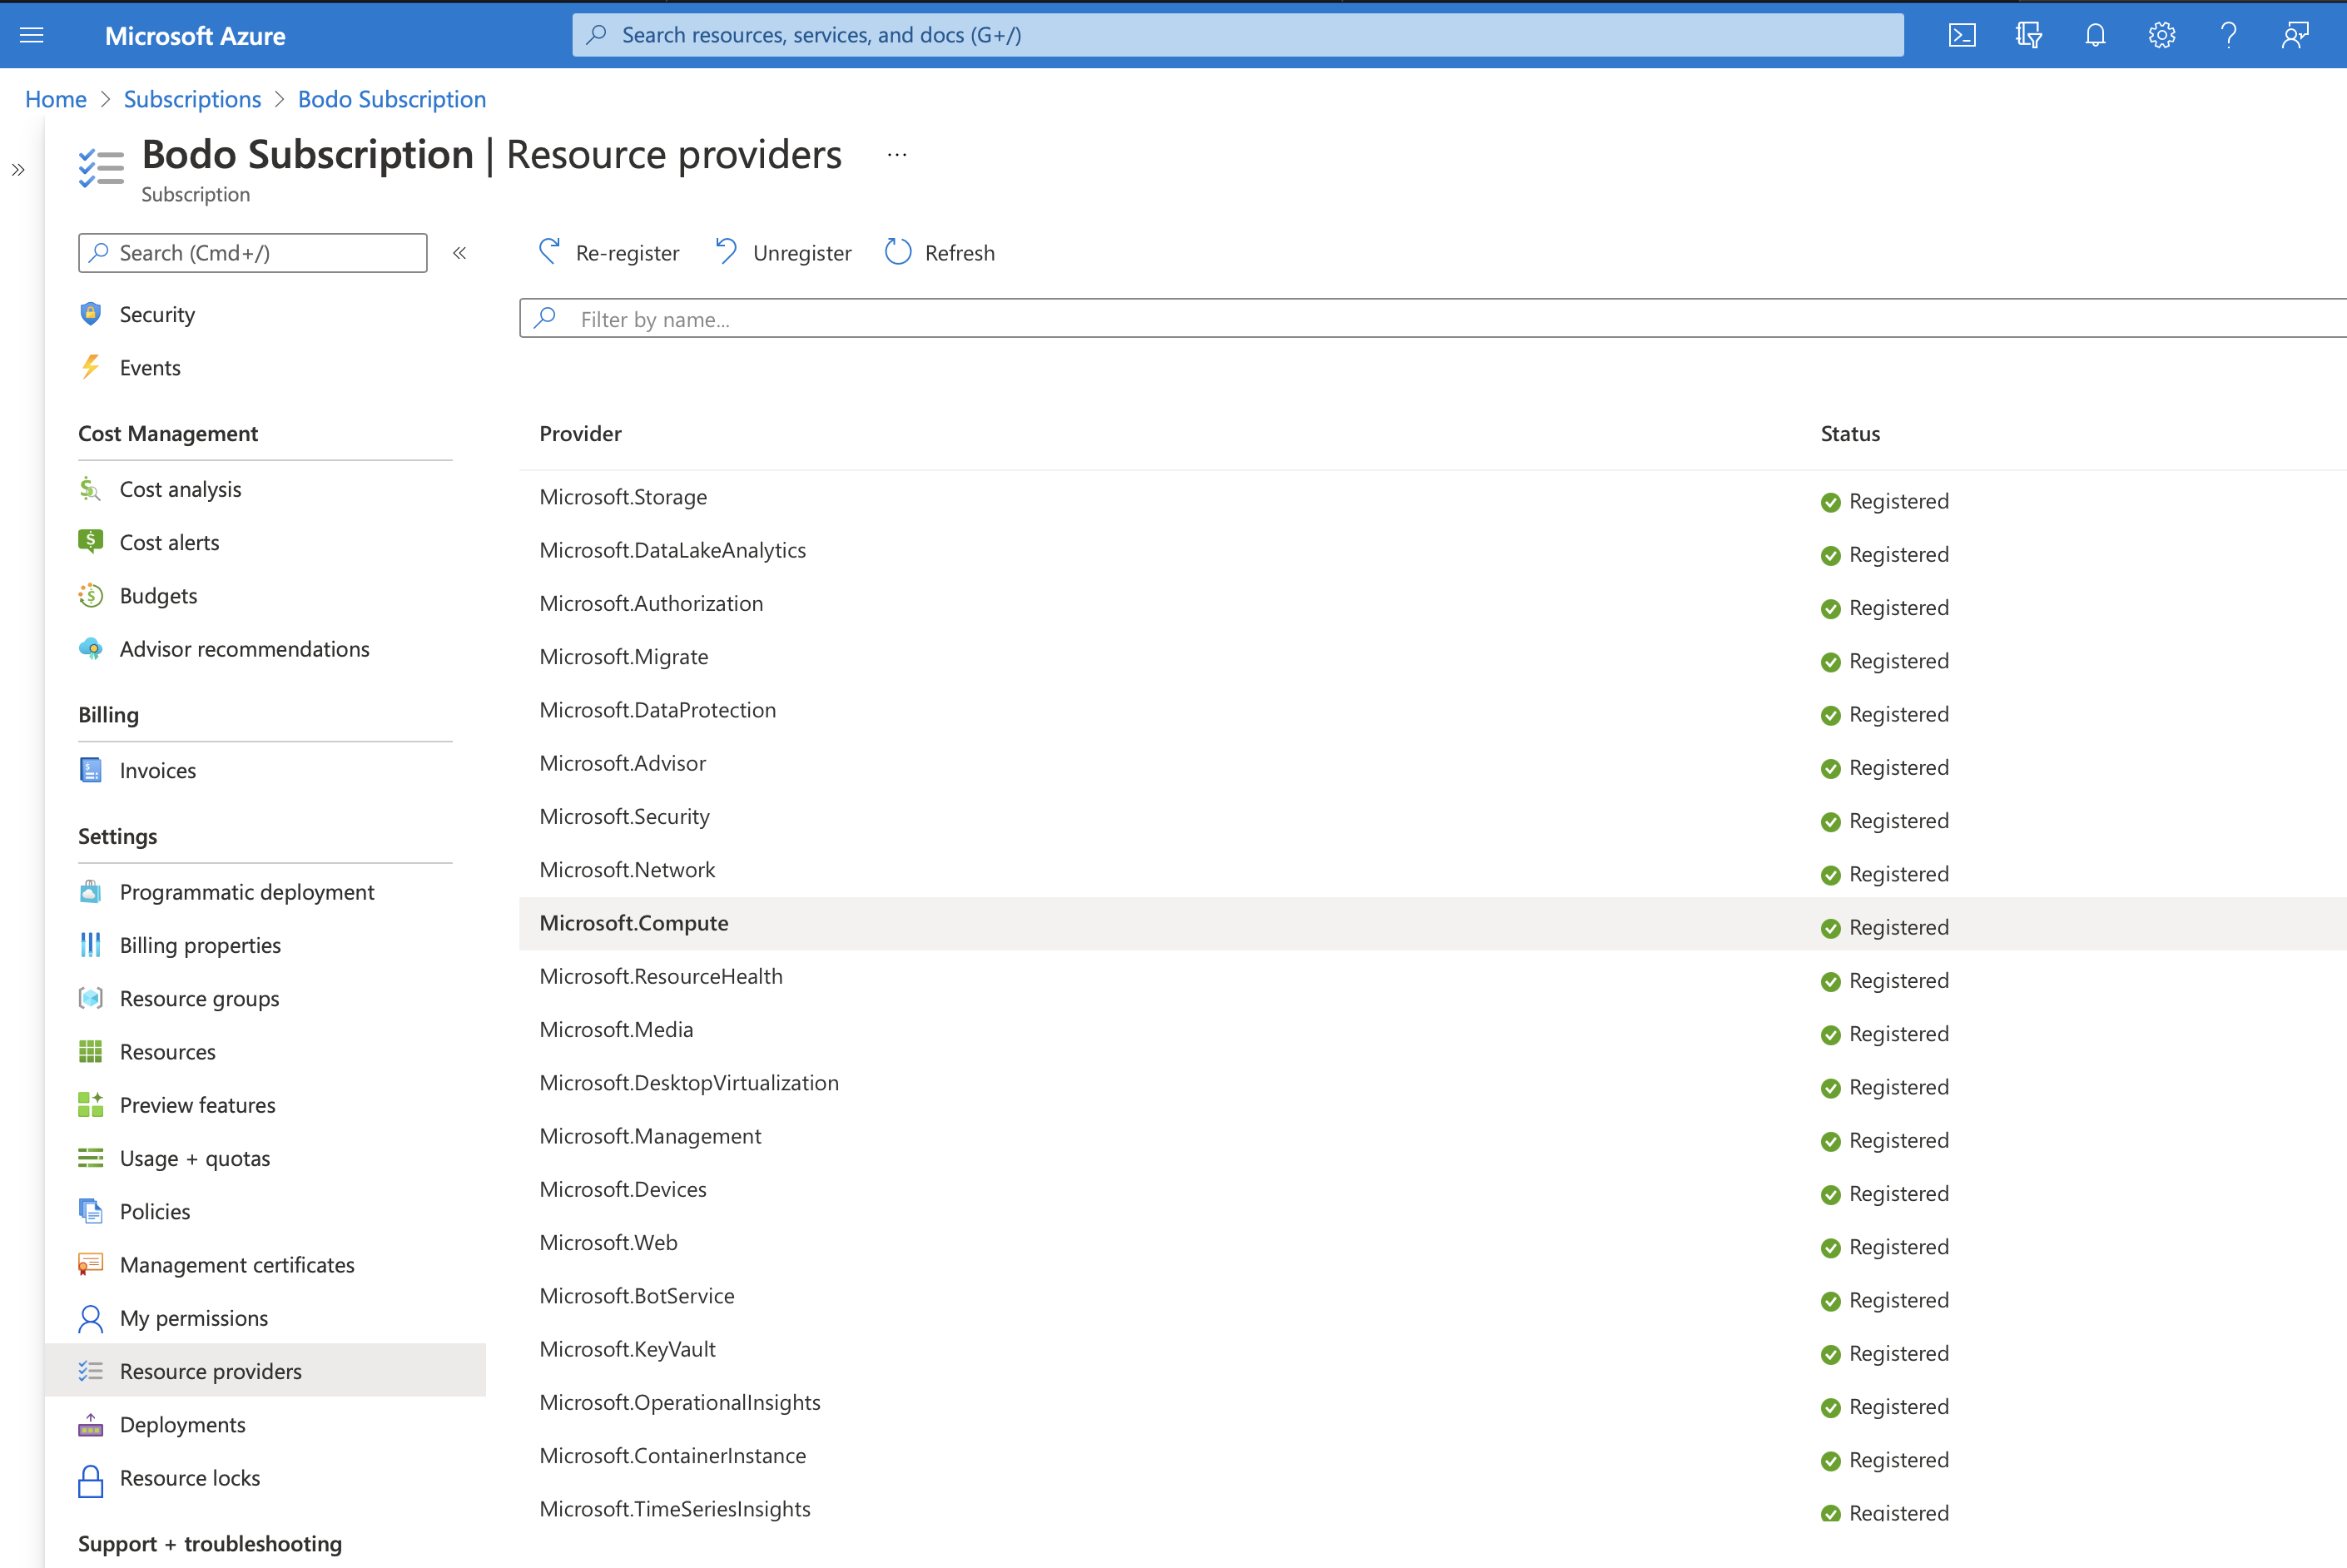 Microsoft Azure
Search resources, services, and docs (G+/)
Home > Subscriptions > Bodo Subscription
Bodo Subscription | Resource providers ...
Subscription
Search (Cmd+/)
Security
Events
Cost Management
Cost analysis
Cost alerts
Budgets
Advisor recommendations
Billing
Invoices
Settings
Programmatic deployment
Billing properties
Resource groups
Resources
Preview features
Usage + quotas
Policies
Management certificates
My permissions
Resource providers
Deployments
Resource locks
Support + troubleshooting
Re-register Unregister Refresh
Filter by name...
Provider Status
Microsoft.Storage Registered
Microsoft.DataLakeAnalytics Registered
Microsoft.Authorization Registered
Microsoft.Migrate Registered
Microsoft.DataProtection Registered
Microsoft.Advisor Registered
Microsoft.Security Registered
Microsoft.Network Registered
Microsoft.Compute Registered
Microsoft.ResourceHealth Registered
Microsoft.Media Registered
Microsoft.DesktopVirtualization Registered
Microsoft.Management Registered
Microsoft.Devices Registered
Microsoft.Web Registered
Microsoft.BotService Registered
Microsoft.KeyVault Registered
Microsoft.OperationalInsights Registered
Microsoft.ContainerInstance Registered
Microsoft.TimeSeriesInsights Registered